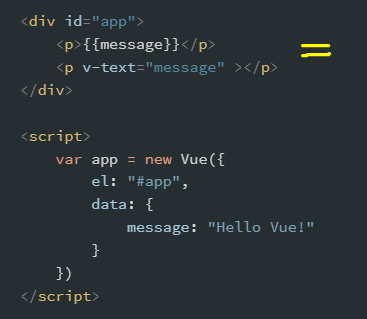 <div id="app">
<p>{{message}}</p>
<p v-text="message" ></p>
</div>
<script>
var app = new Vue({
el: "#app",
data: {
message: "Hello Vue!"
}
})
</script>